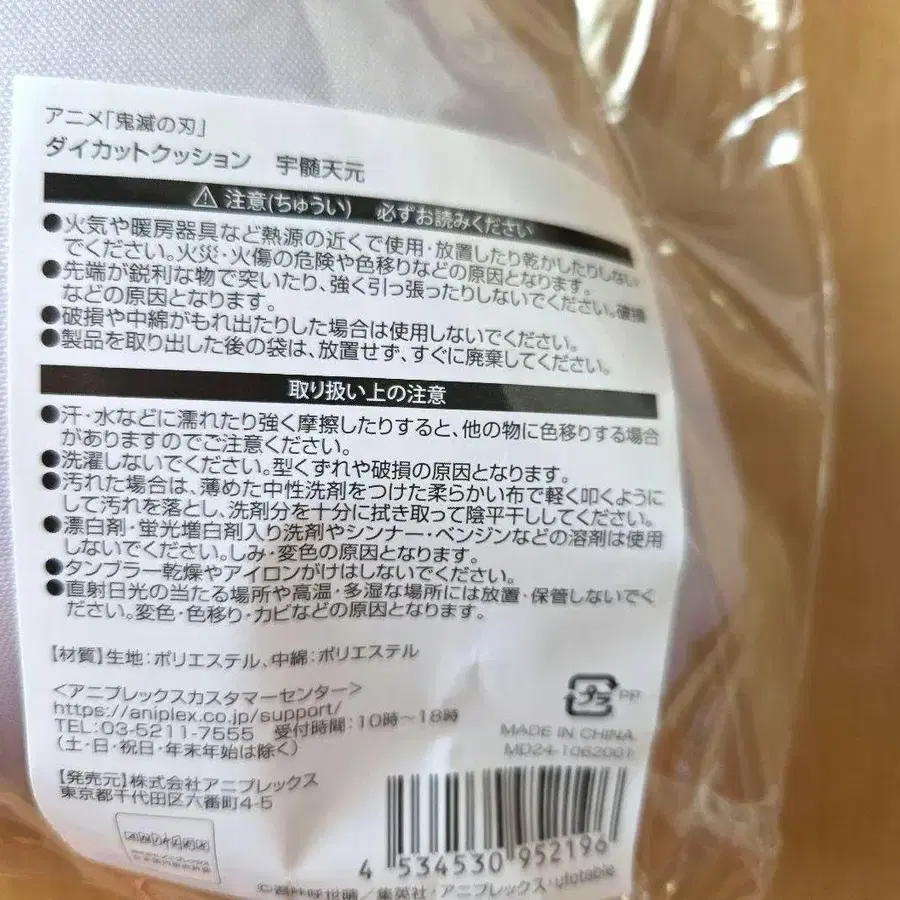 アニメ「鬼滅の刃」
ダイカットクッション 宇髄天元
⚠ 注意(ちゅうい) 必ずお読みください
●火気や暖房器具など熱源の近くで使用・放置したり乾かしたりしない
でください。火災・火傷の危険や色移りなどの原因となります。
●先端が鋭利な物で突いたり、強く引っ張ったりしないでください。破損
などの原因となります。
●破損や中綿がもれ出たりした場合は使用しないでください。
●製品を取り出した後の袋は、放置せず、すぐに廃棄してください。
取り扱い上の注意
●汗・水などに濡れたり強く摩擦したりすると、他の物に色移りする場合
がありますのでご注意ください。
●洗濯しないでください。型くずれや破損の原因となります。
●汚れた場合は、薄めた中性洗剤をつけた柔らかい布で軽く叩くように
して汚れを落とし、洗剤分を十分に拭き取って陰平干ししてください。
●漂白剤・蛍光増白剤入り洗剤やシンナー・ベンジンなどの溶剤は使用
しないでください。しみ・変色の原因となります。
●タンブラー乾燥やアイロンがけはしないでください。
●直射日光の当たる場所や高温・多湿な場所には放置・保管しないでく
ださい。変色・色移り・カビなどの原因となります。
【材質】生地:ポリエステル、中綿:ポリエステル
<アニプレックスカスタマーセンター>
https://aniplex.co.jp/support/
TEL:03-5211-7555 受付時間:10時〜18時
(土・日・祝日・年末年始は除く)
【発売元】株式会社アニプレックス
東京都千代田区六番町4-5
プラ PP
MADE IN CHINA
MD24-1062001
4 534530 952196
©吾峠呼世晴/集英社・アニプレックス・ufotable